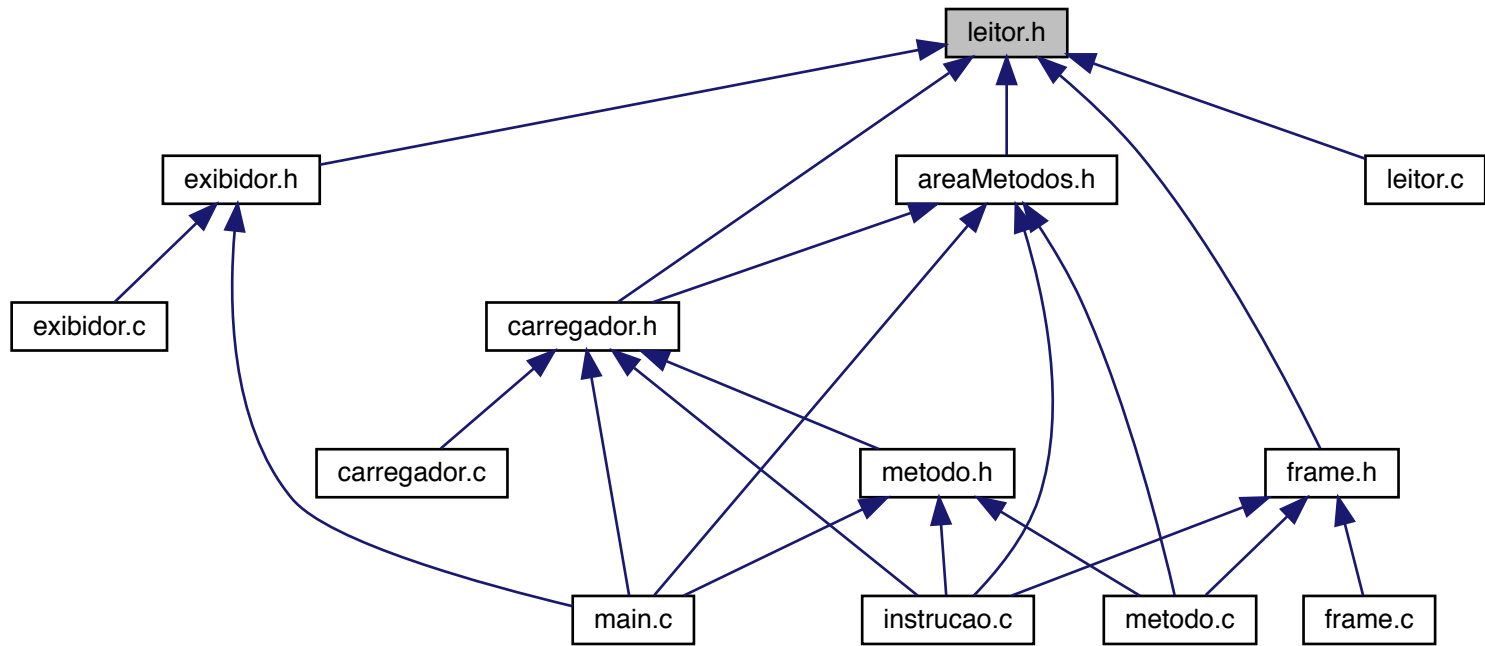 leitor.h
exibidor.h
areaMetodos.h
leitor.c
exibidor.c
carregador.h
carregador.c
metodo.h
frame.h
main.c
instrucao.c
metodo.c
frame.c